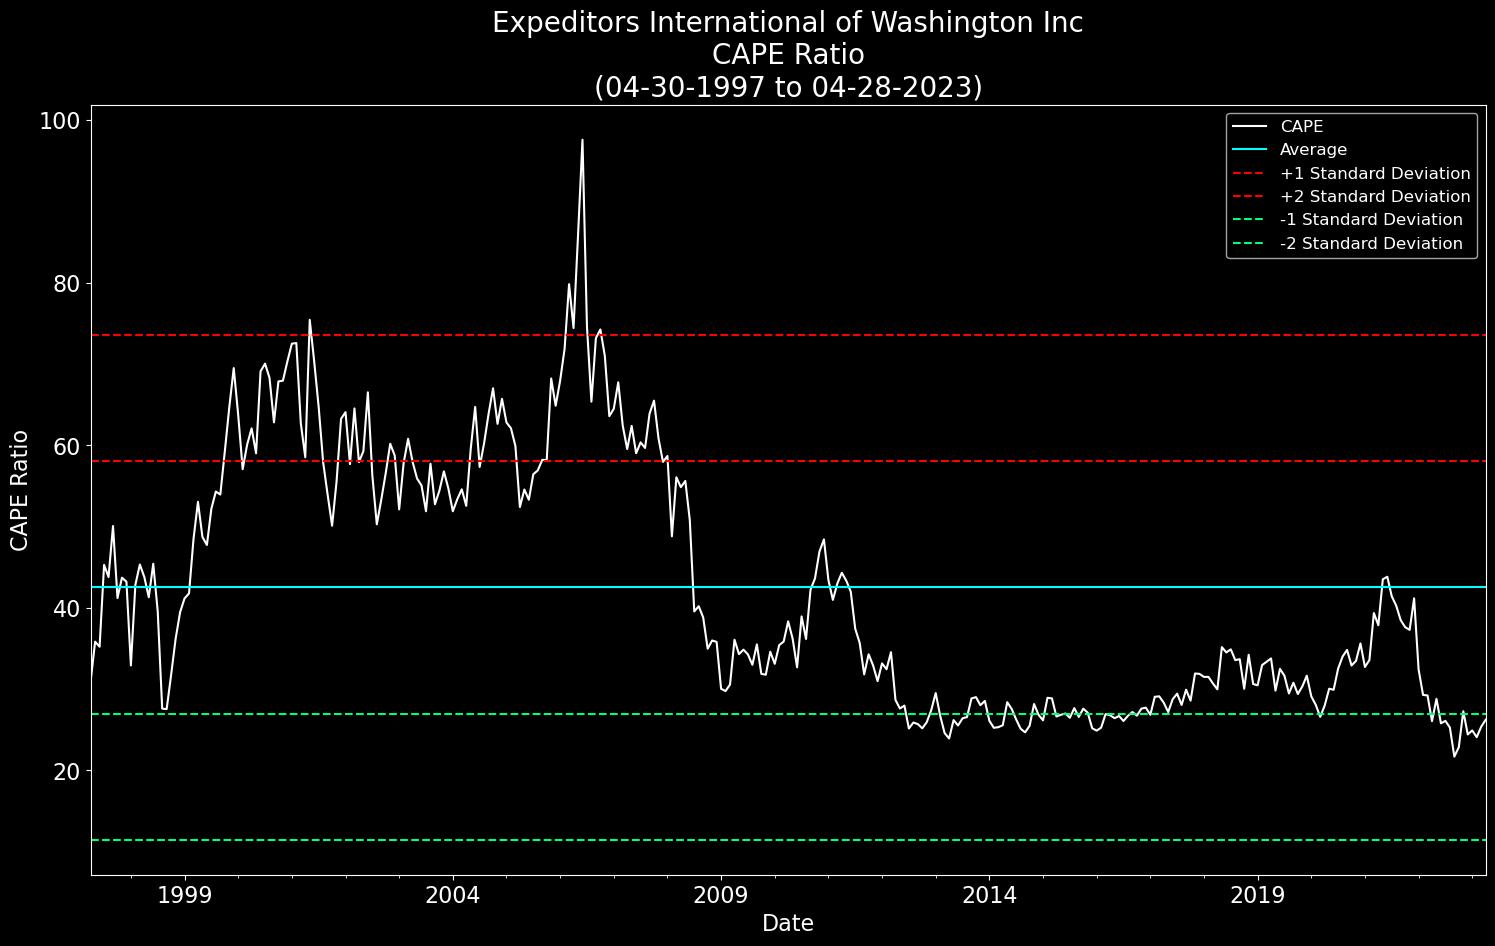 Expeditors International of Washington Inc
CAPE Ratio
(04-30-1997 to 04-28-2023)
CAPE
Average
+1 Standard Deviation
+2 Standard Deviation
-1 Standard Deviation
-2 Standard Deviation
CAPE Ratio
100
80
60
40
20
1999 2004 2009 2014 2019
Date